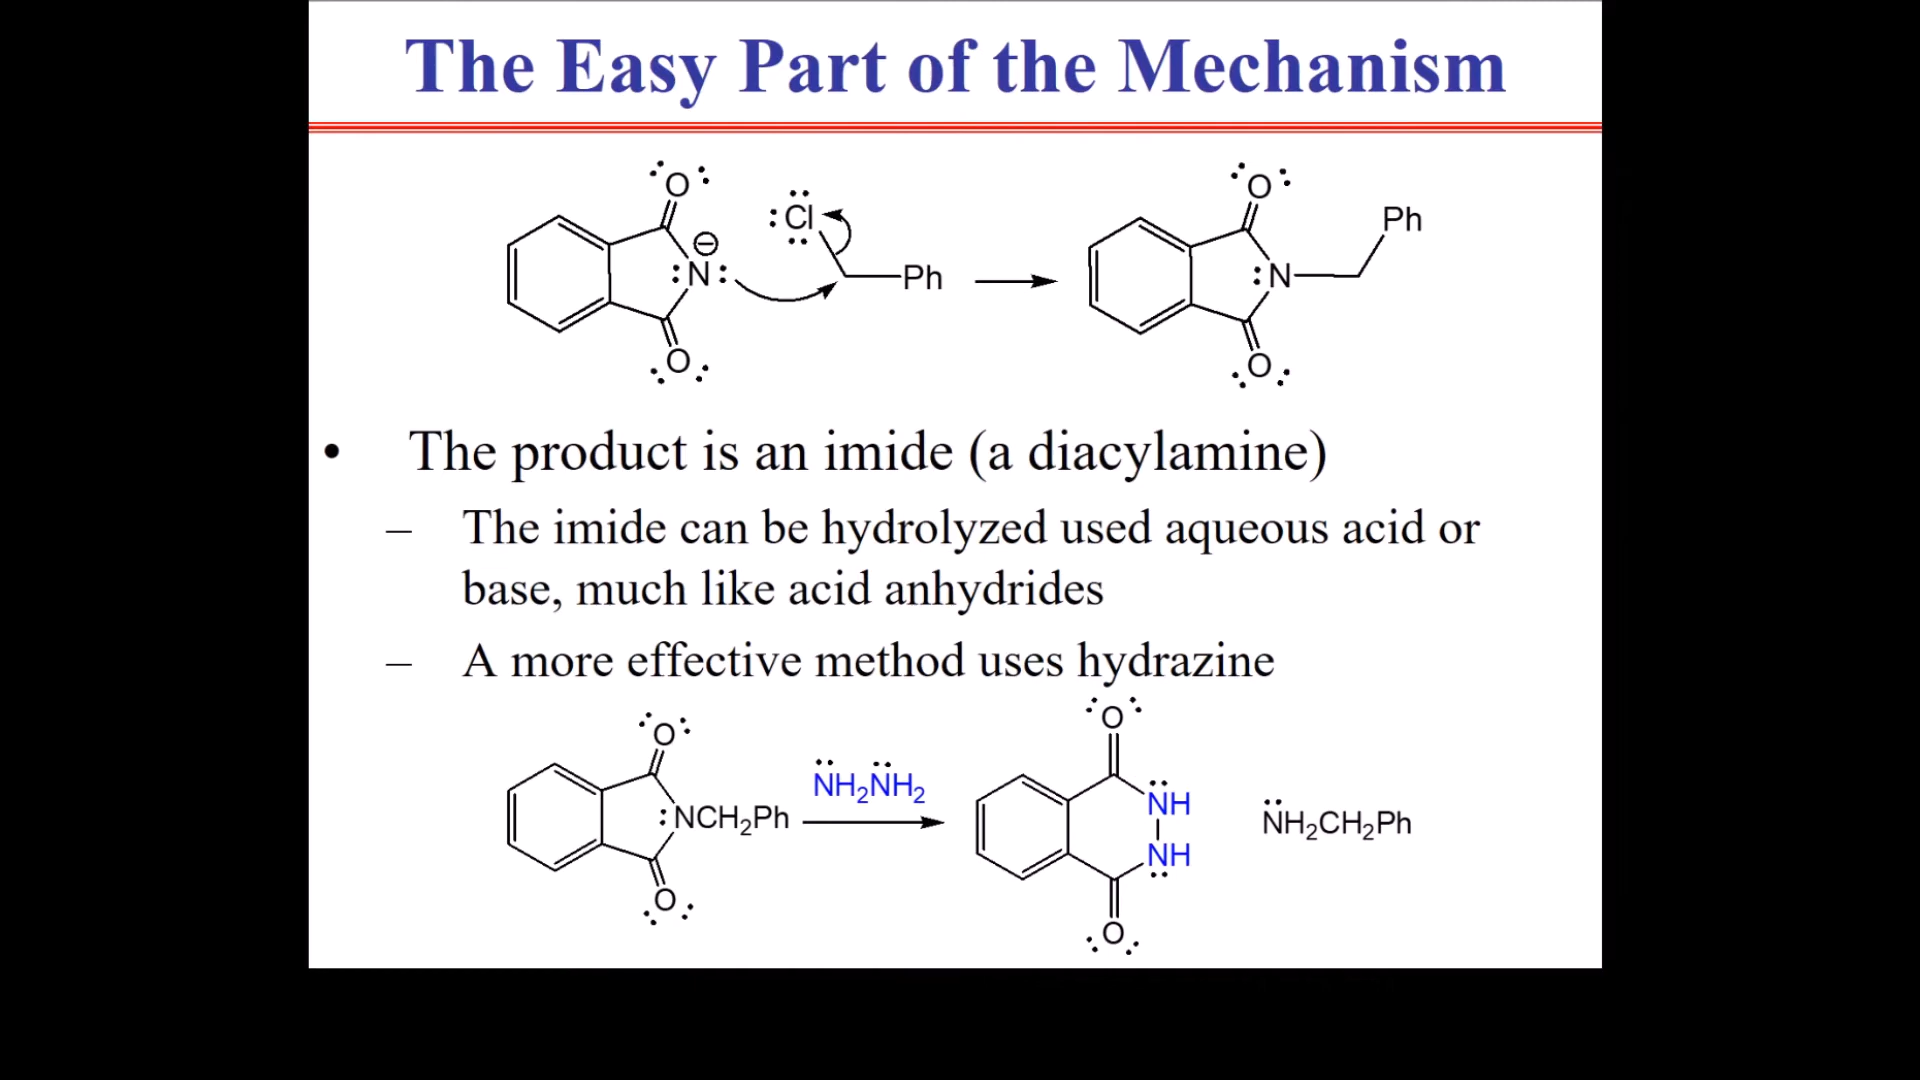 The Easy Part of the Mechanism
O
Cl
N
⊖
Ph
O
O
Ph
N
O
• The product is an imide (a diacylamine)
– The imide can be hydrolyzed used aqueous acid or
base, much like acid anhydrides
– A more effective method uses hydrazine
O
NCH₂Ph
O
NH₂NH₂
O
NH
NH
O
NH₂CH₂Ph